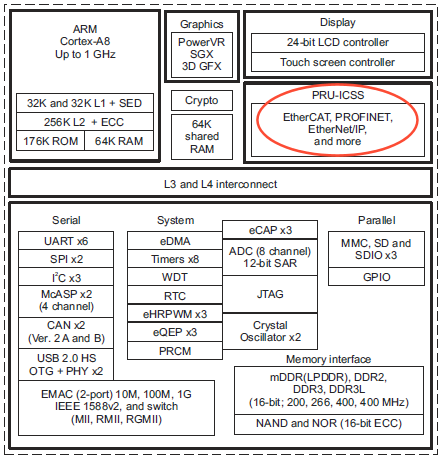 ARM
Cortex-A8
Up to 1 GHz
32K and 32K L1 + SED
256K L2 + ECC
176K ROM
64K RAM
Graphics
PowerVR
SGX
3D GFX
Crypto
64K
shared
RAM
Display
24-bit LCD controller
Touch screen controller
PRU-ICSS
EtherCAT, PROFINET,
EtherNet/IP,
and more
L3 and L4 interconnect
Serial
UART x6
SPI x2
I²C x3
McASP x2
(4 channel)
CAN x2
(Ver. 2 A and B)
USB 2.0 HS
OTG + PHY x2
EMAC (2-port) 10M, 100M, 1G
IEEE 1588v2, and switch
(MII, RMII, RGMII)
System
eDMA
Timers x8
WDT
RTC
eHRPWM x3
eQEP x3
PRCM
eCAP x3
ADC (8 channel)
12-bit SAR
JTAG
Crystal
Oscillator x2
Parallel
MMC, SD and
SDIO x3
GPIO
Memory interface
mDDR(LPDDR), DDR2,
DDR3, DDR3L
(16-bit; 200, 266, 400, 400 MHz)
NAND and NOR (16-bit ECC)